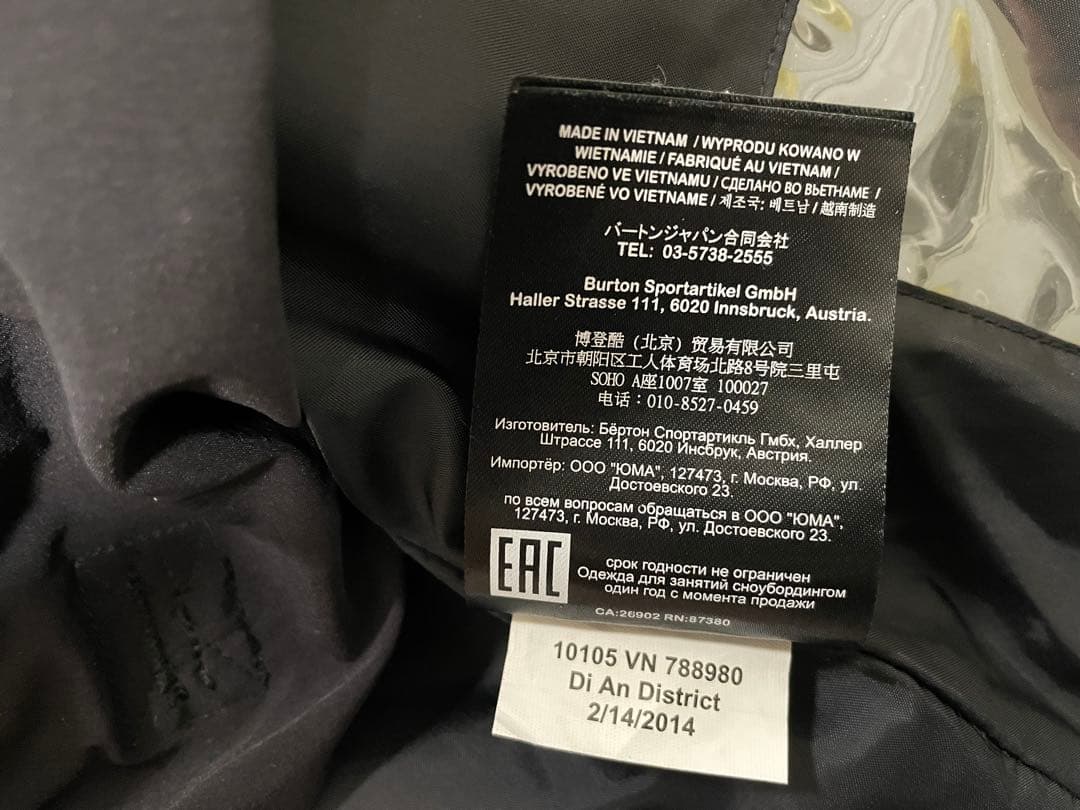 MADE IN VIETNAM / WYPRODU KOWANO W
WIETNAMIE / FABRIQUÉ AU VIETNAM /
VYROBENO VE VIETNAMU / СДЕЛАНО ВО ВЬЕТНАМЕ /
VYROBENÉ VO VIETNAME / 제조국: 베트남 / 越南制造
バートンジャパン合同会社
TEL: 03-5738-2555
Burton Sportartikel GmbH
Haller Strasse 111, 6020 Innsbruck, Austria.
博登酷（北京）贸易有限公司
北京市朝阳区工人体育场北路8号院三里屯
SOHO A座1007室 100027
电话：010-8527-0459
Изготовитель: Бёртон Спортартикль Гмбх, Халлер
Штрассе 111, 6020 Инсбрук, Австрия.
Импортёр: ООО "ЮМА", 127473, г. Москва, РФ, ул.
Достоевского 23.
по всем вопросам обращаться в ООО "ЮМА",
127473, г. Москва, РФ, ул. Достоевского 23.
EAC
срок годности не ограничен
Одежда для занятий сноубордингом
один год с момента продажи
CA:26902 RN:87380
10105 VN 788980
Di An District
2/14/2014